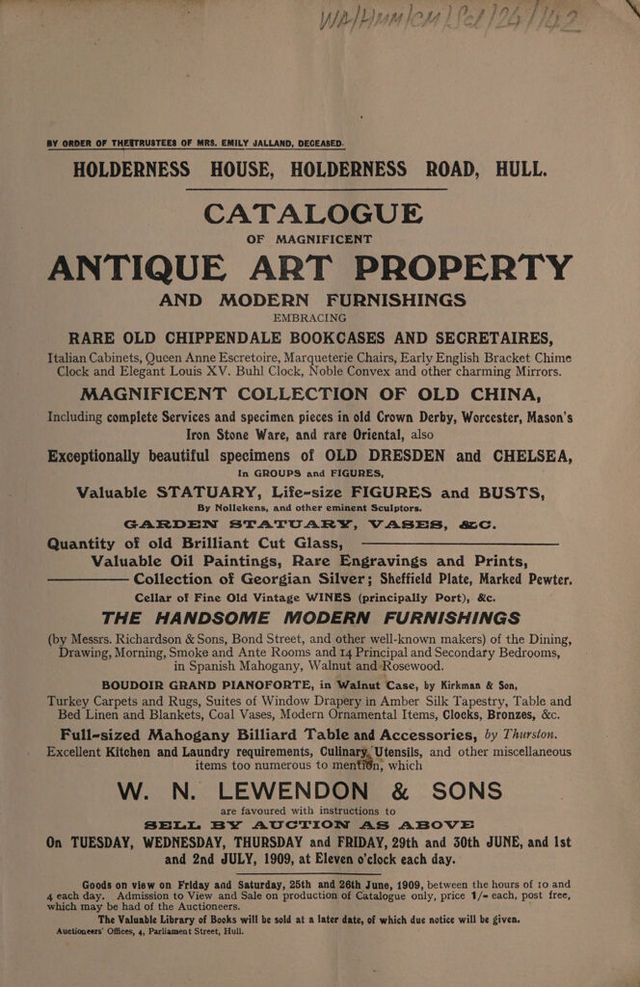 WA/HMM/CM/Sel/24/142
BY ORDER OF THE TRUSTEES OF MRS. EMILY JALLAND, DECEASED.
HOLDERNESS HOUSE, HOLDERNESS ROAD, HULL.
CATALOGUE
OF MAGNIFICENT
ANTIQUE ART PROPERTY
AND MODERN FURNISHINGS
EMBRACING
RARE OLD CHIPPENDALE BOOKCASES AND SECRETAIRES,
Italian Cabinets, Queen Anne Escretoire, Marqueterie Chairs, Early English Bracket Chime
Clock and Elegant Louis XV. Buhl Clock, Noble Convex and other charming Mirrors.
MAGNIFICENT COLLECTION OF OLD CHINA,
Including complete Services and specimen pieces in old Crown Derby, Worcester, Mason's
Iron Stone Ware, and rare Oriental, also
Exceptionally beautiful specimens of OLD DRESDEN and CHELSEA,
In GROUPS and FIGURES,
Valuable STATUARY, Life-size FIGURES and BUSTS,
By Nollekens, and other eminent Sculptors.
GARDEN STATUARY, VASES, &C.
Quantity of old Brilliant Cut Glass,
Valuable Oil Paintings, Rare Engravings and Prints,
Collection of Georgian Silver; Sheffield Plate, Marked Pewter.
Cellar of Fine Old Vintage WINES (principally Port), &c.
THE HANDSOME MODERN FURNISHINGS
(by Messrs. Richardson & Sons, Bond Street, and other well-known makers) of the Dining,
Drawing, Morning, Smoke and Ante Rooms and 14 Principal and Secondary Bedrooms,
in Spanish Mahogany, Walnut and Rosewood.
BOUDOIR GRAND PIANOFORTE, in Walnut Case, by Kirkman & Son,
Turkey Carpets and Rugs, Suites of Window Drapery in Amber Silk Tapestry, Table and
Bed Linen and Blankets, Coal Vases, Modern Ornamental Items, Clocks, Bronzes, &c.
Full-sized Mahogany Billiard Table and Accessories, by Thurston.
Excellent Kitchen and Laundry requirements, Culinary Utensils, and other miscellaneous
items too numerous to mention, which
W. N. LEWENDON & SONS
are favoured with instructions to
SELL BY AUCTION AS ABOVE
On TUESDAY, WEDNESDAY, THURSDAY and FRIDAY, 29th and 30th JUNE, and 1st
and 2nd JULY, 1909, at Eleven o'clock each day.
Goods on view on Friday and Saturday, 25th and 26th June, 1909, between the hours of 10 and
4 each day. Admission to View and Sale on production of Catalogue only, price 1/- each, post free,
which may be had of the Auctioneers.
The Valuable Library of Books will be sold at a later date, of which due notice will be given.
Auctioneers' Offices, 4, Parliament Street, Hull.